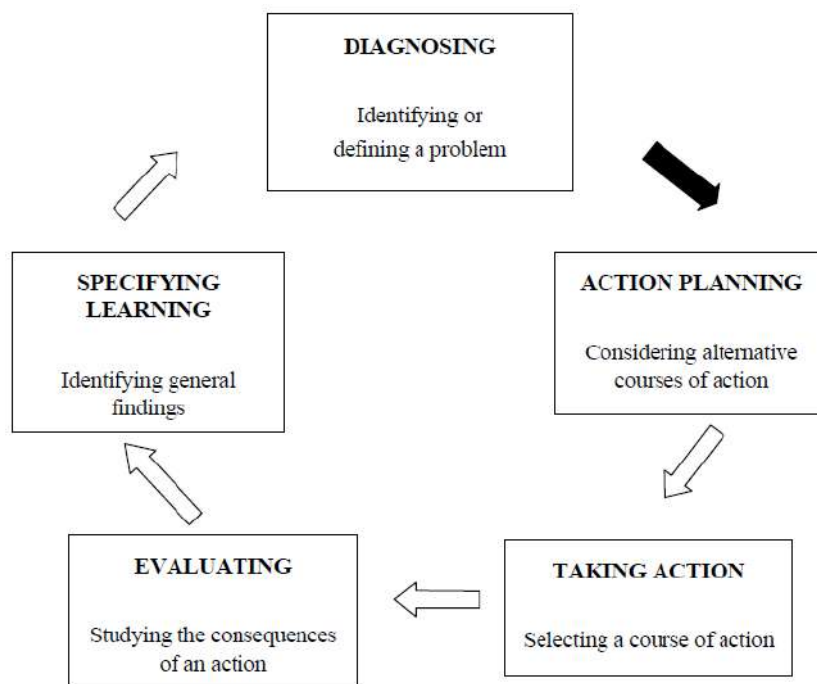 DIAGNOSING
Identifying or
defining a problem
ACTION PLANNING
Considering alternative
courses of action
TAKING ACTION
Selecting a course of action
EVALUATING
Studying the consequences
of an action
SPECIFYING
LEARNING
Identifying general
findings